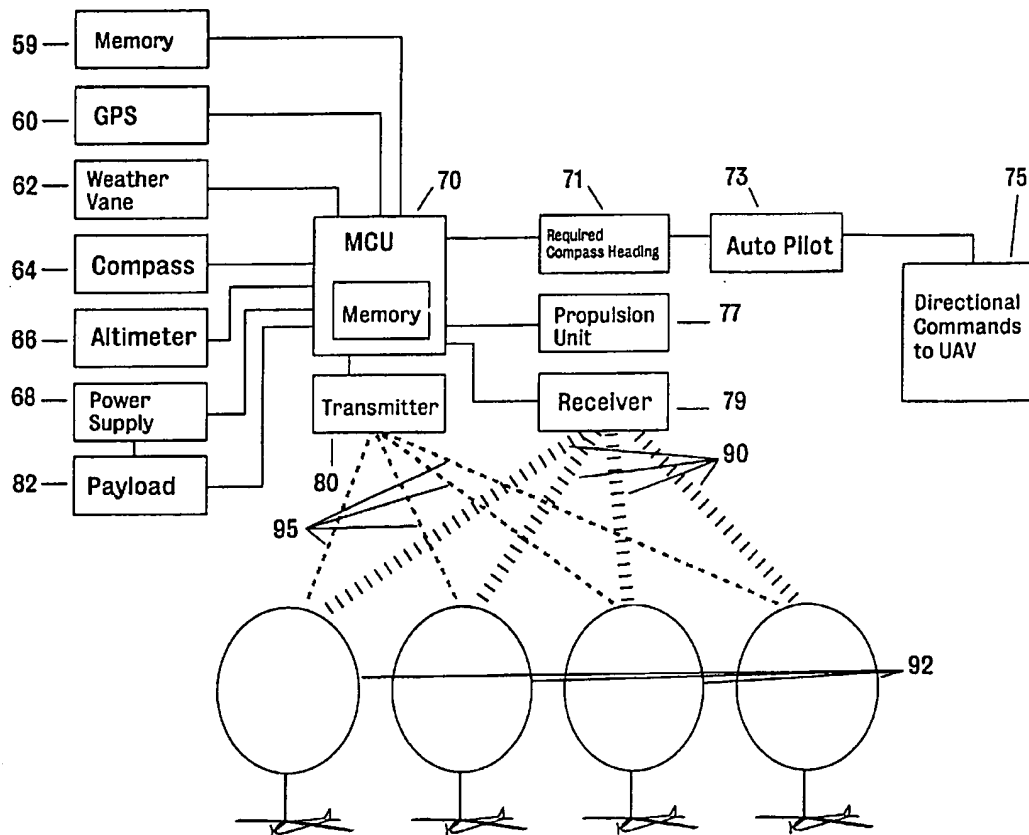 59
Memory
60
GPS
62
Weather
Vane
64
Compass
66
Altimeter
68
Power
Supply
82
Payload
70
MCU
Memory
Transmitter
80
71
Required
Compass Heading
73
Auto Pilot
75
Directional
Commands
to UAV
Propulsion
Unit
77
Receiver
79
90
95
92